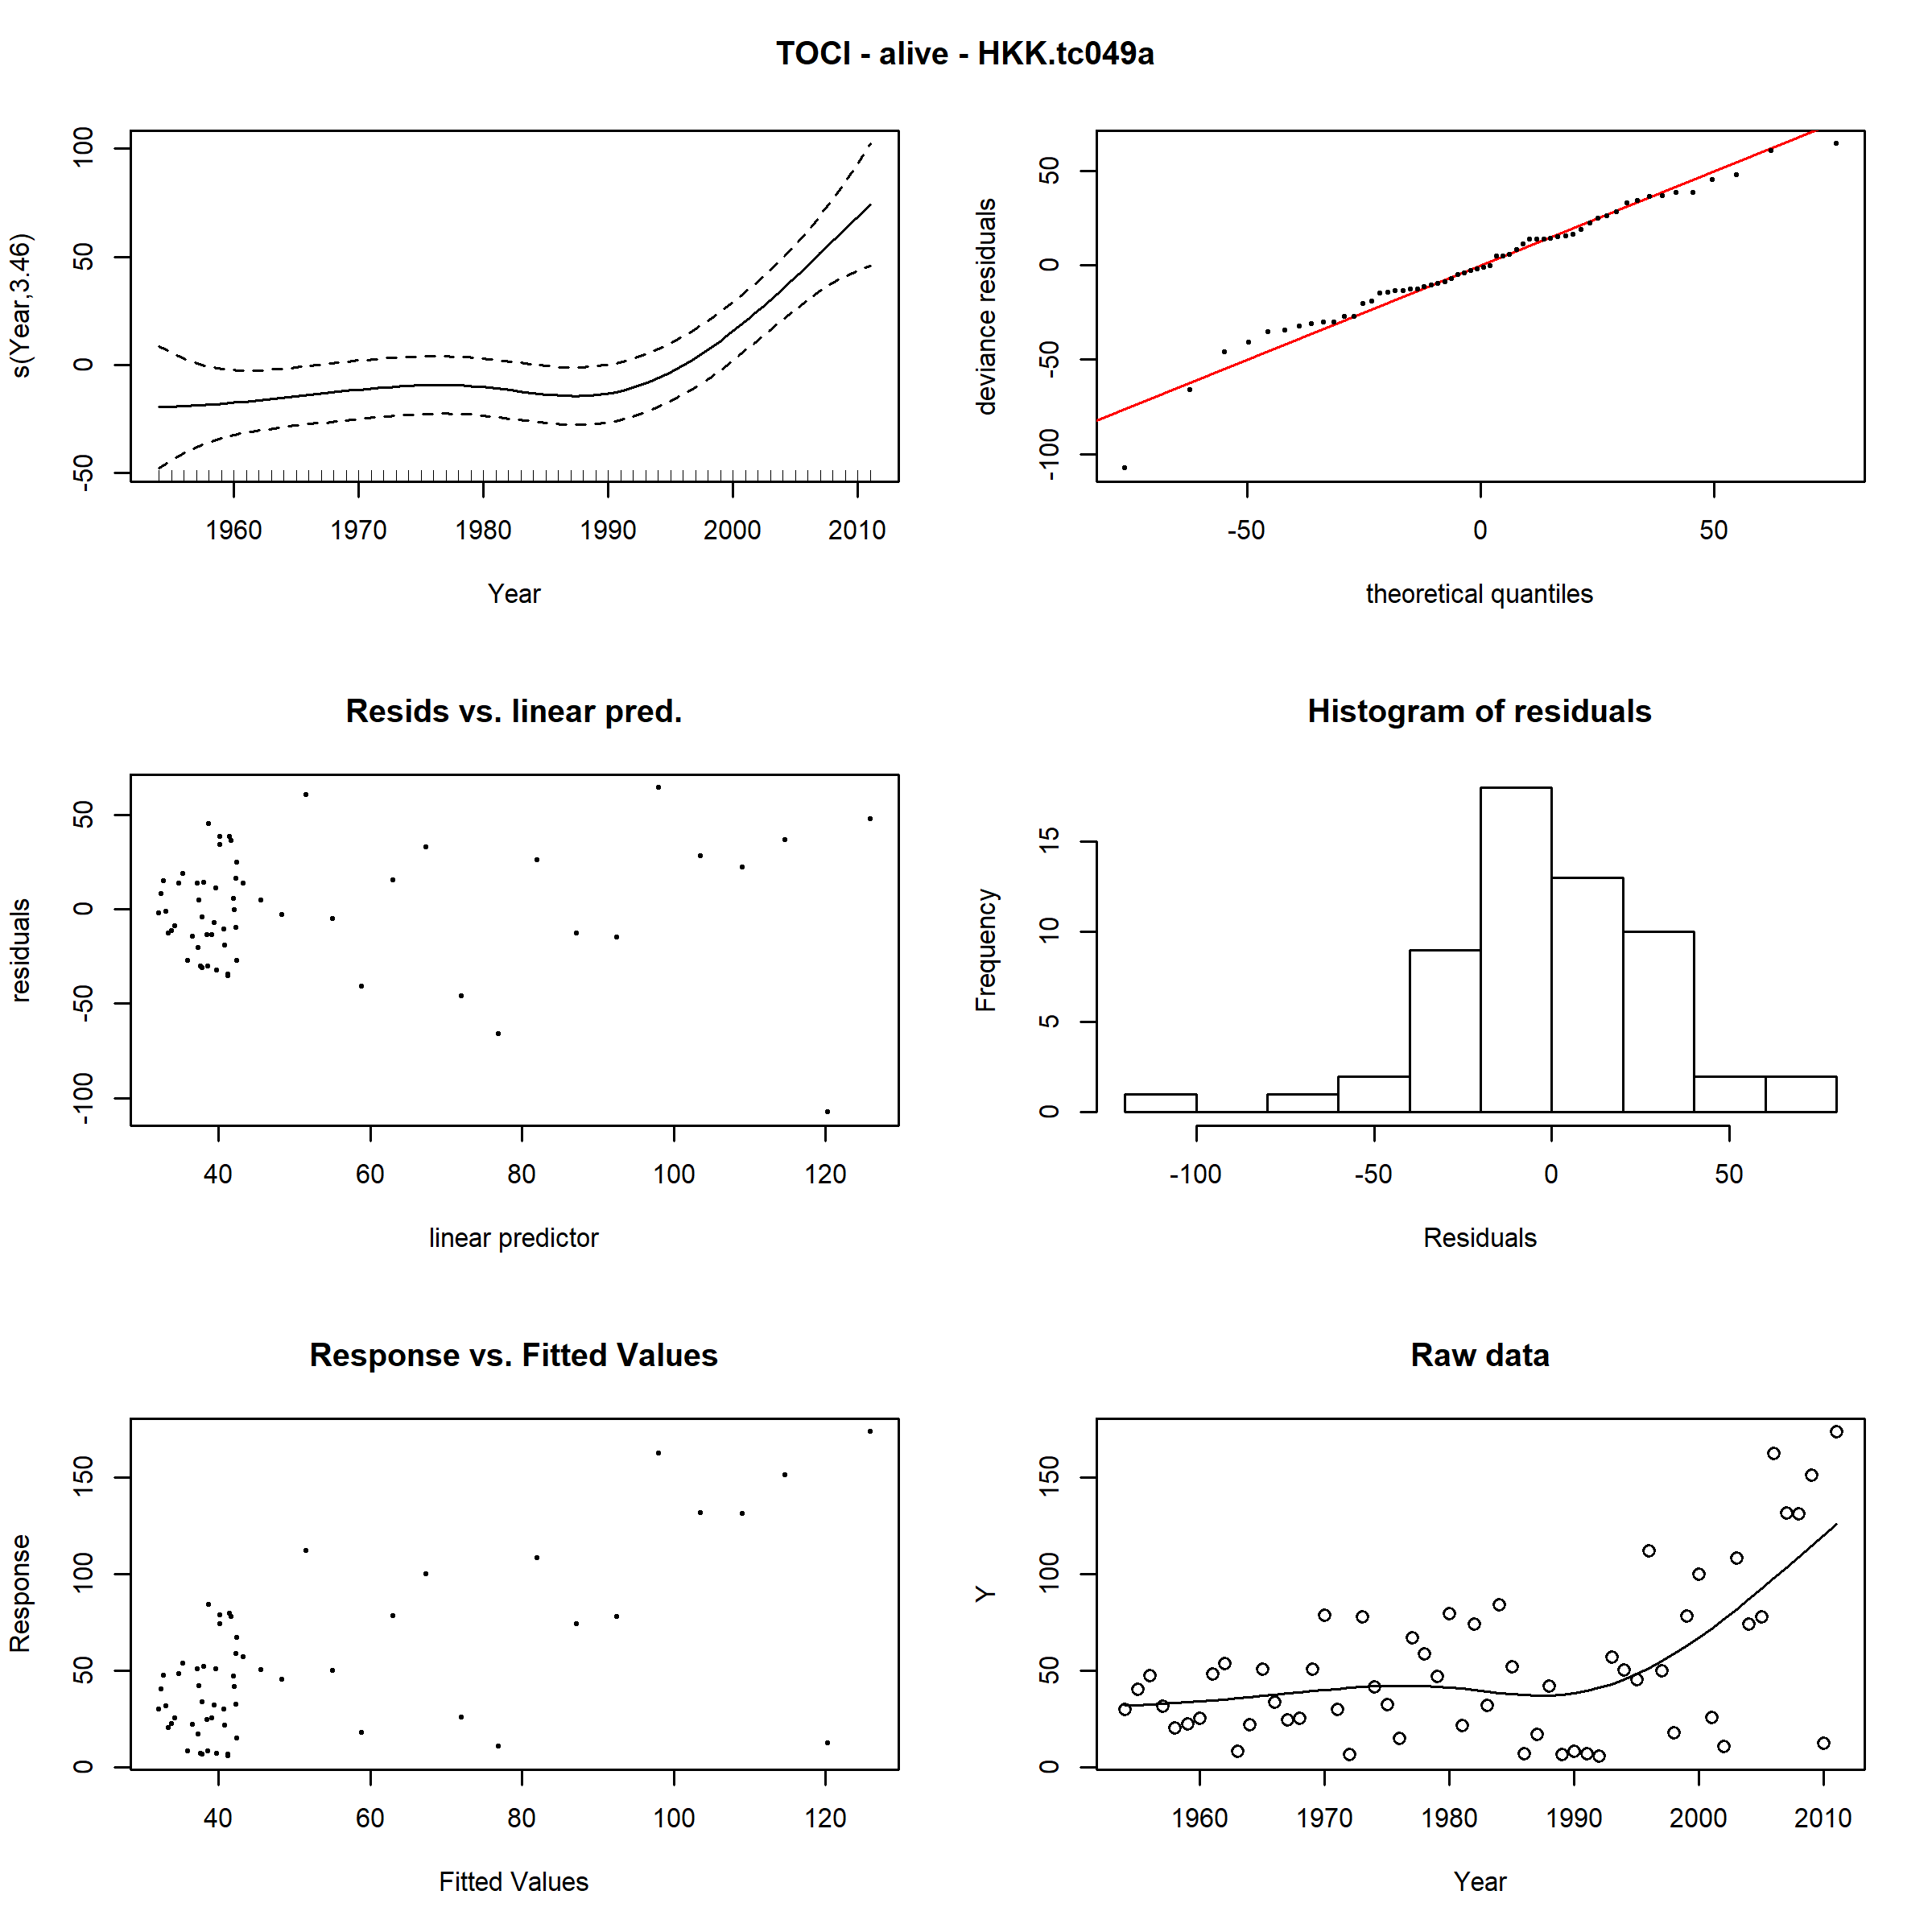 TOCI - alive - HKK.tc049a
s(Year,3.46)
100
50
0
-50
1960 1970 1980 1990 2000 2010
Year
deviance residuals
50
0
-50
-100
-50 0 50
theoretical quantiles
Resids vs. linear pred.
residuals
50
0
-50
-100
40 60 80 100 120
linear predictor
Histogram of residuals
Frequency
15
10
5
0
-100 -50 0 50
Residuals
Response vs. Fitted Values
Response
150
100
50
0
40 60 80 100 120
Fitted Values
Raw data
Y
150
100
50
0
1960 1970 1980 1990 2000 2010
Year